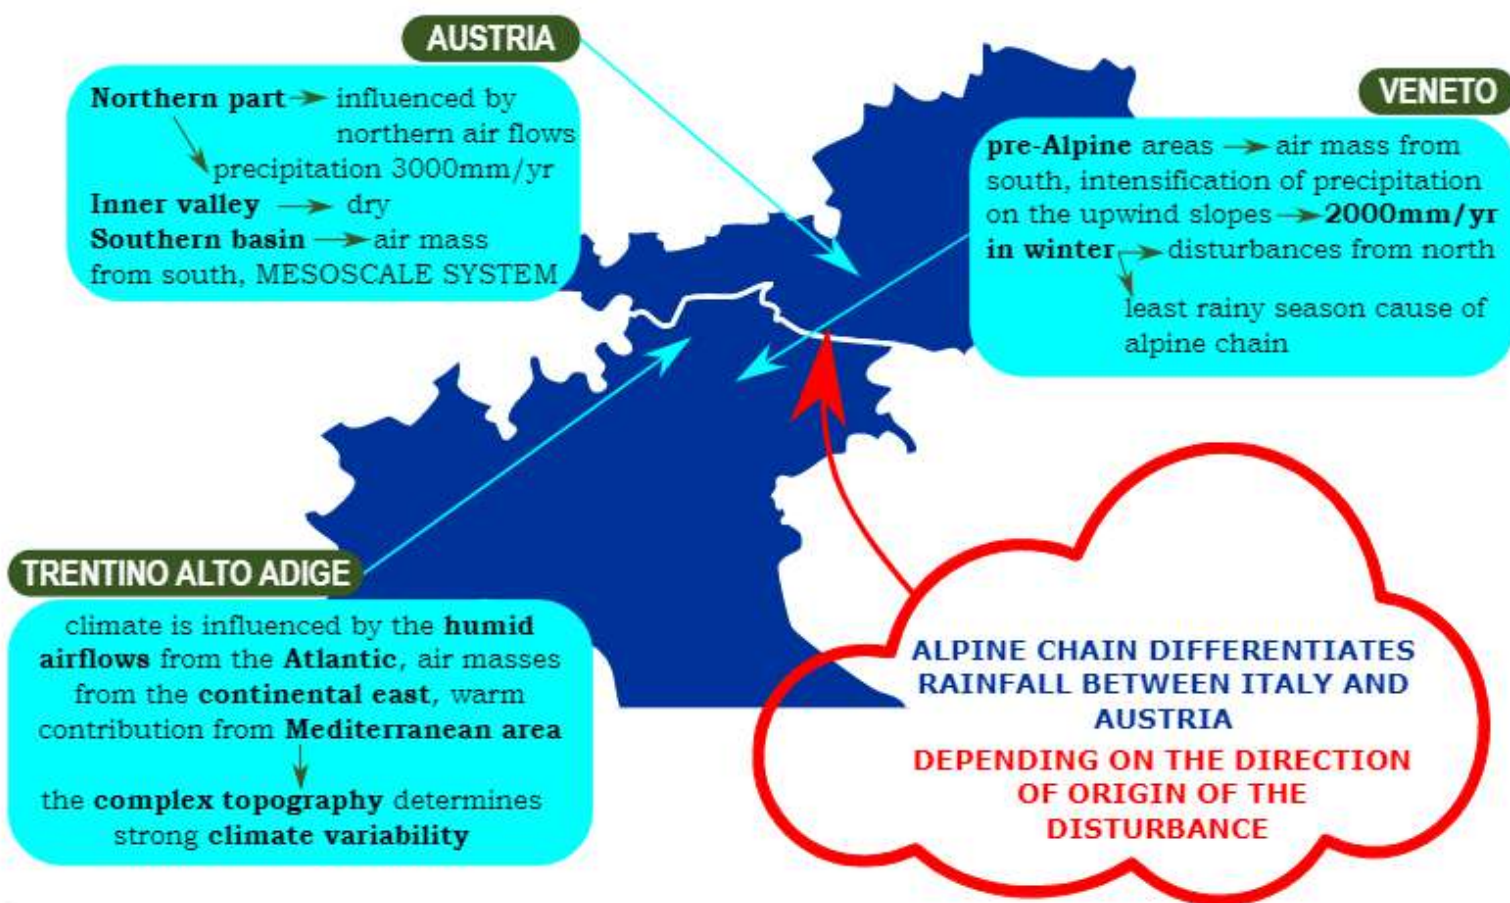 AUSTRIA
Northern part → influenced by
northern air flows
precipitation 3000mm/yr
Inner valley → dry
Southern basin → air mass
from south, MESOSCALE SYSTEM
VENETO
pre-Alpine areas → air mass from
south, intensification of precipitation
on the upwind slopes → 2000mm/yr
in winter → disturbances from north
least rainy season cause of
alpine chain
TRENTINO ALTO ADIGE
climate is influenced by the humid
airflows from the Atlantic, air masses
from the continental east, warm
contribution from Mediterranean area
the complex topography determines
strong climate variability
ALPINE CHAIN DIFFERENTIATES
RAINFALL BETWEEN ITALY AND
AUSTRIA
DEPENDING ON THE DIRECTION
OF ORIGIN OF THE
DISTURBANCE